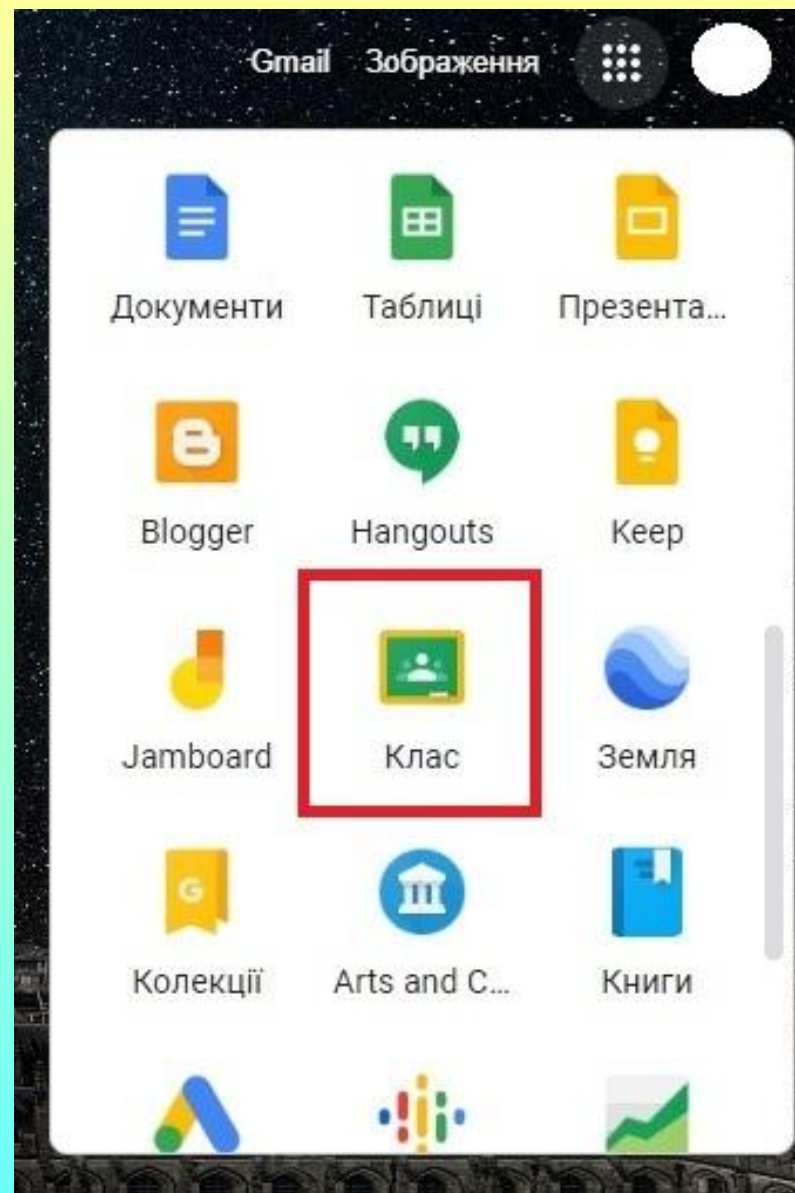 Gmail Зображення
Документи Таблиці Презента...
Blogger Hangouts Keep
Jamboard Клас Земля
G
Колекції Arts and C... Книги